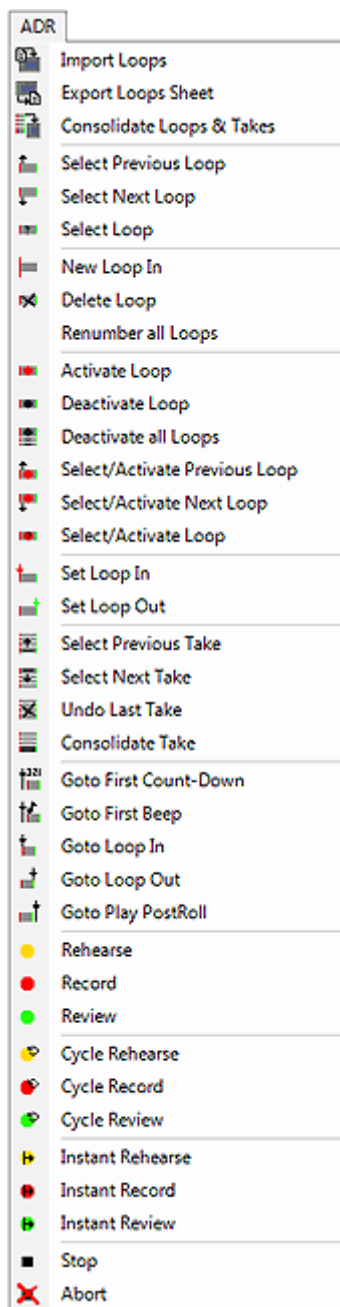 ADR
Import Loops
Export Loops Sheet
Consolidate Loops & Takes
Select Previous Loop
Select Next Loop
Select Loop
New Loop In
Delete Loop
Renumber all Loops
Activate Loop
Deactivate Loop
Deactivate all Loops
Select/Activate Previous Loop
Select/Activate Next Loop
Select/Activate Loop
Set Loop In
Set Loop Out
Select Previous Take
Select Next Take
Undo Last Take
Consolidate Take
321
Goto First Count-Down
Goto First Beep
Goto Loop In
Goto Loop Out
Goto Play PostRoll
Rehearse
Record
Review
Cycle Rehearse
Cycle Record
Cycle Review
Instant Rehearse
Instant Record
Instant Review
Stop
Abort